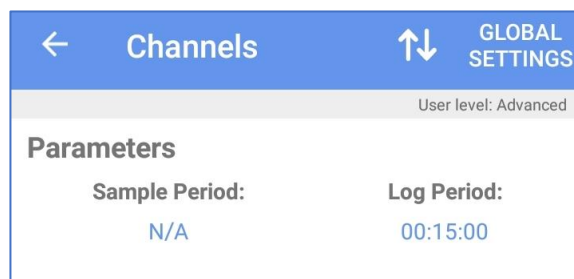 Channels
GLOBAL
SETTINGS
User level: Advanced
Parameters
Sample Period: Log Period:
N/A 00:15:00